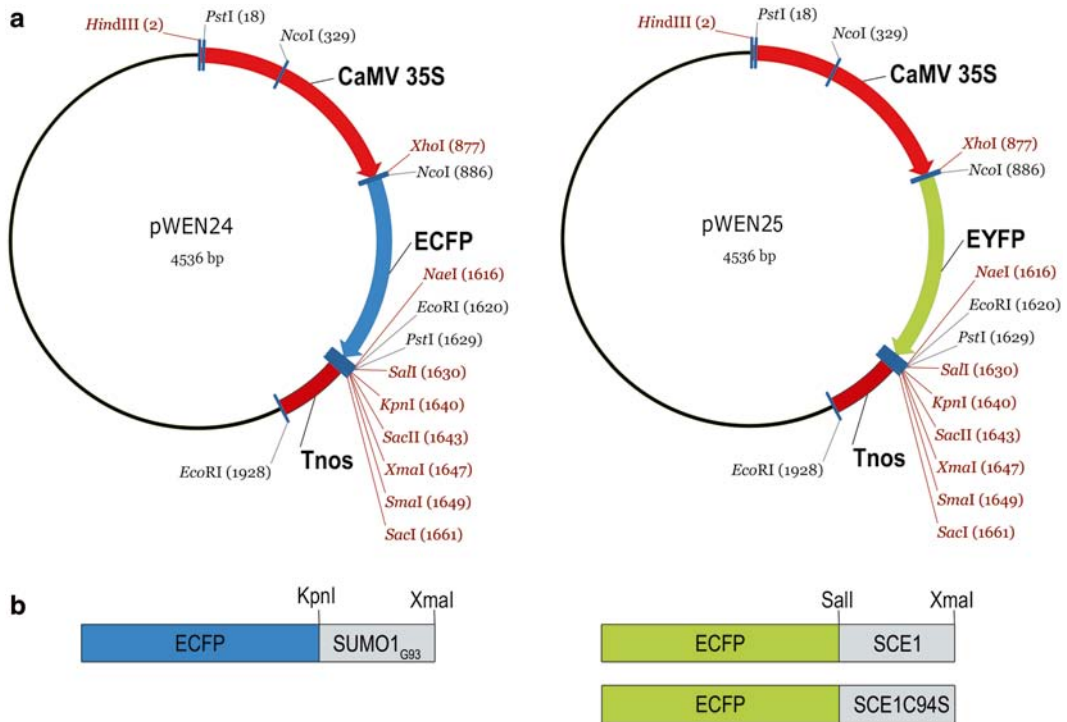 a
HindIII (2)
PstI (18)
NcoI (329)
CaMV 35S
XhoI (877)
NcoI (886)
pWEN24
4536 bp
ECFP
NaeI (1616)
EcoRI (1620)
PstI (1629)
SalI (1630)
KpnI (1640)
SacII (1643)
XmaI (1647)
SmaI (1649)
SacI (1661)
Tnos
EcoRI (1928)
HindIII (2)
PstI (18)
NcoI (329)
CaMV 35S
XhoI (877)
NcoI (886)
pWEN25
4536 bp
EYFP
NaeI (1616)
EcoRI (1620)
PstI (1629)
SalI (1630)
KpnI (1640)
SacII (1643)
XmaI (1647)
SmaI (1649)
SacI (1661)
Tnos
EcoRI (1928)
b
KpnI XmaI
ECFP SUMO1G93
SalI XmaI
ECFP SCE1
ECFP SCE1C94S